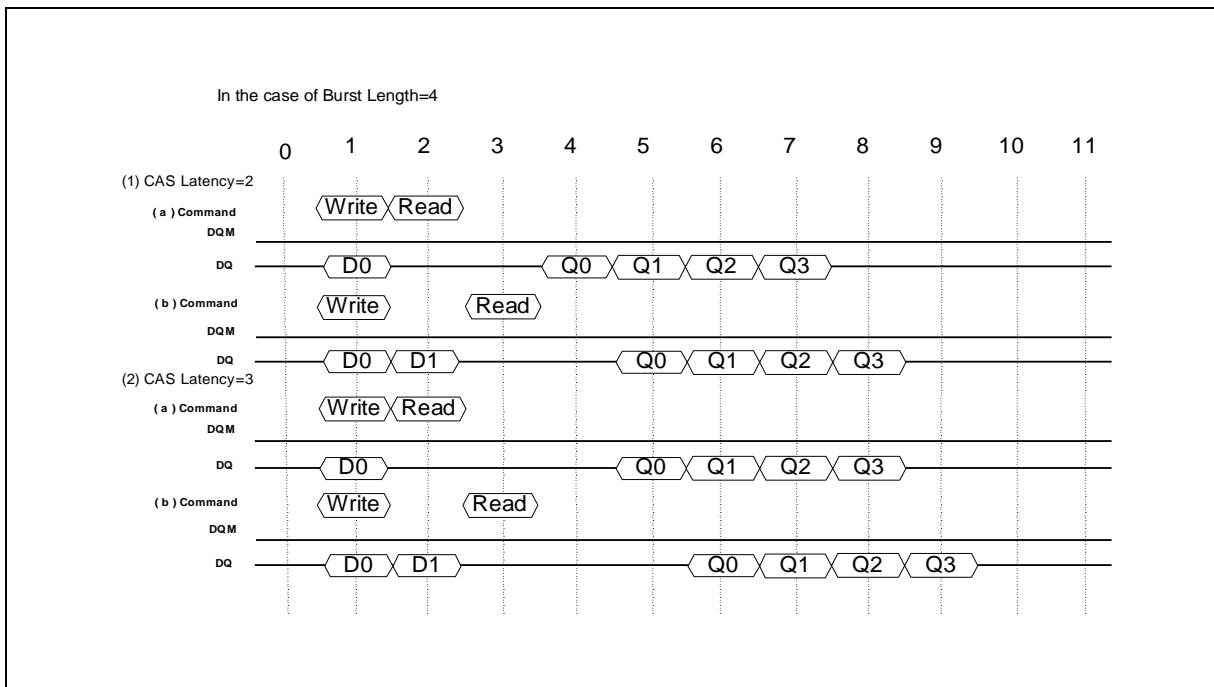 In the case of Burst Length=4
0 1 2 3 4 5 6 7 8 9 10 11
(1) CAS Latency=2
( a ) Command Write Read
DQM
DQ D0 Q0 Q1 Q2 Q3
( b ) Command Write Read
DQM
DQ D0 D1 Q0 Q1 Q2 Q3
(2) CAS Latency=3
( a ) Command Write Read
DQM
DQ D0 Q0 Q1 Q2 Q3
( b ) Command Write Read
DQM
DQ D0 D1 Q0 Q1 Q2 Q3